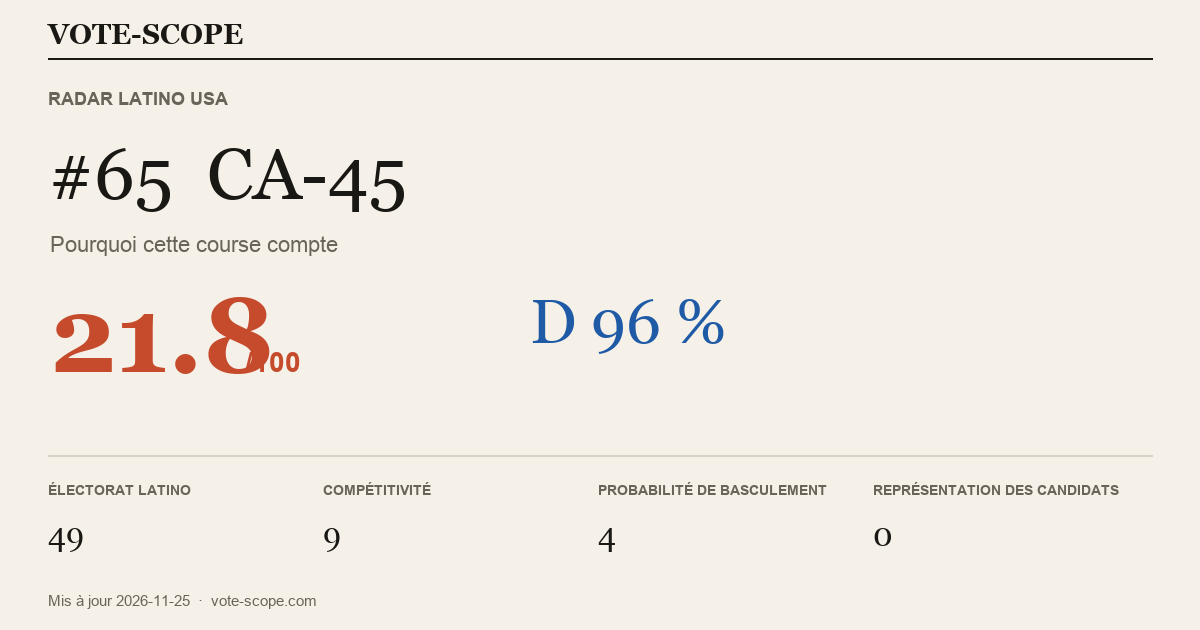 VOTE-SCOPE
RADAR LATINO USA
#65 CA-45
Pourquoi cette course compte
21.8/100
D 96 %
ÉLECTORAT LATINO
COMPÉTITIVITÉ
PROBABILITÉ DE BASCULEMENT
REPRÉSENTATION DES CANDIDATS
49
9
4
0
Mis à jour 2026-11-25 · vote-scope.com